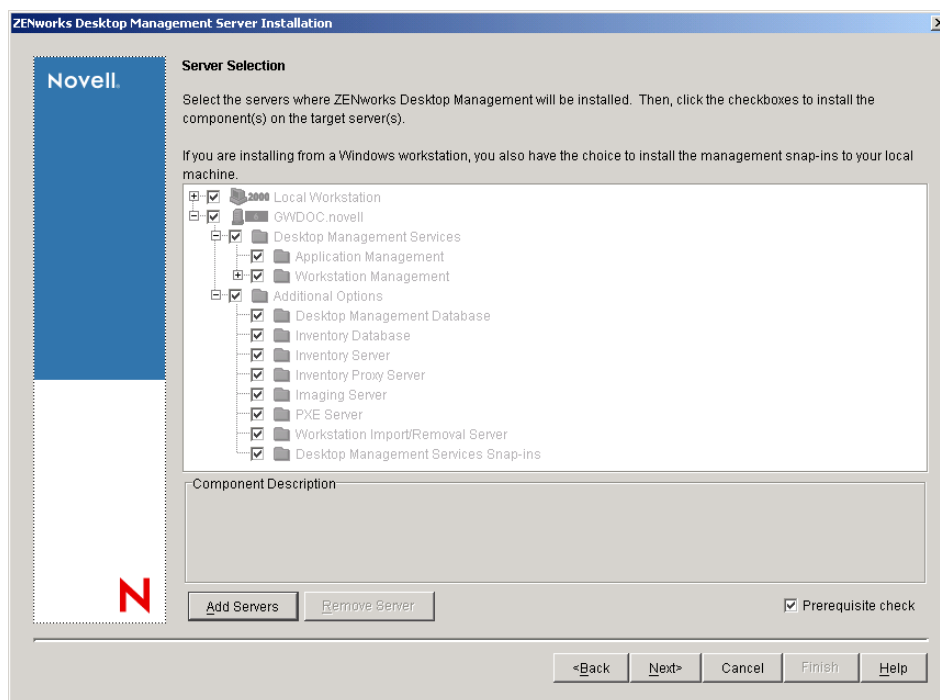 ZENworks Desktop Management Server Installation
Novell.
Server Selection
Select the servers where ZENworks Desktop Management will be installed. Then, click the checkboxes to install the
component(s) on the target server(s).
If you are installing from a Windows workstation, you also have the choice to install the management snap-ins to your local
machine.
2000 Local Workstation
GWDOC.novell
Desktop Management Services
Application Management
Workstation Management
Additional Options
Desktop Management Database
Inventory Database
Inventory Server
Inventory Proxy Server
Imaging Server
PXE Server
Workstation Import/Removal Server
Desktop Management Services Snap-ins
Component Description
N
Add Servers
Remove Server
Prerequisite check
<Back
Next>
Cancel
Finish
Help